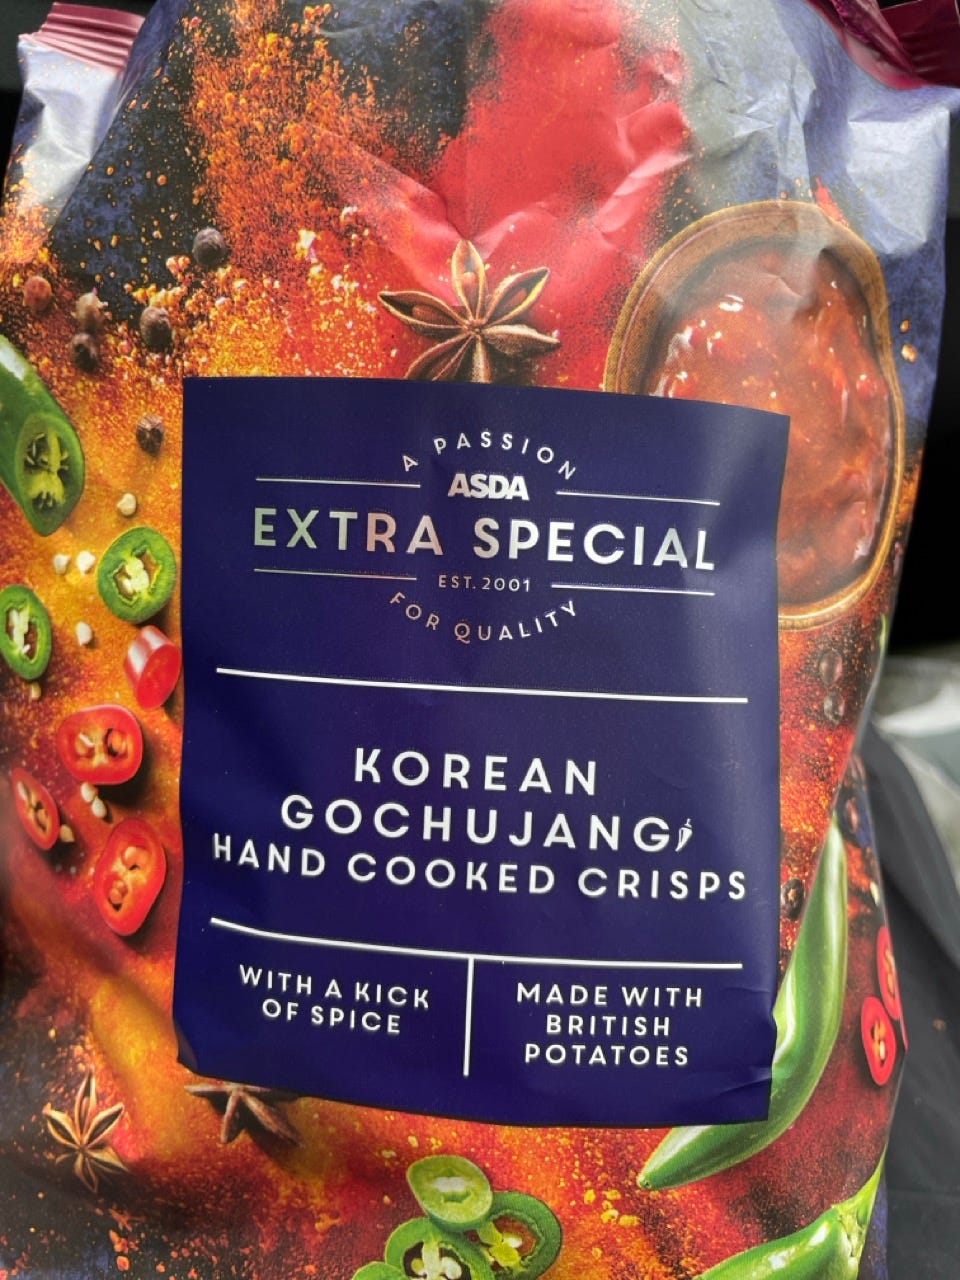 A PASSION
ASDA
EXTRA SPECIAL
EST. 2001
FOR QUALITY
KOREAN
GOCHUJANG
HAND COOKED CRISPS
WITH A KICK
OF SPICE
MADE WITH
BRITISH
POTATOES